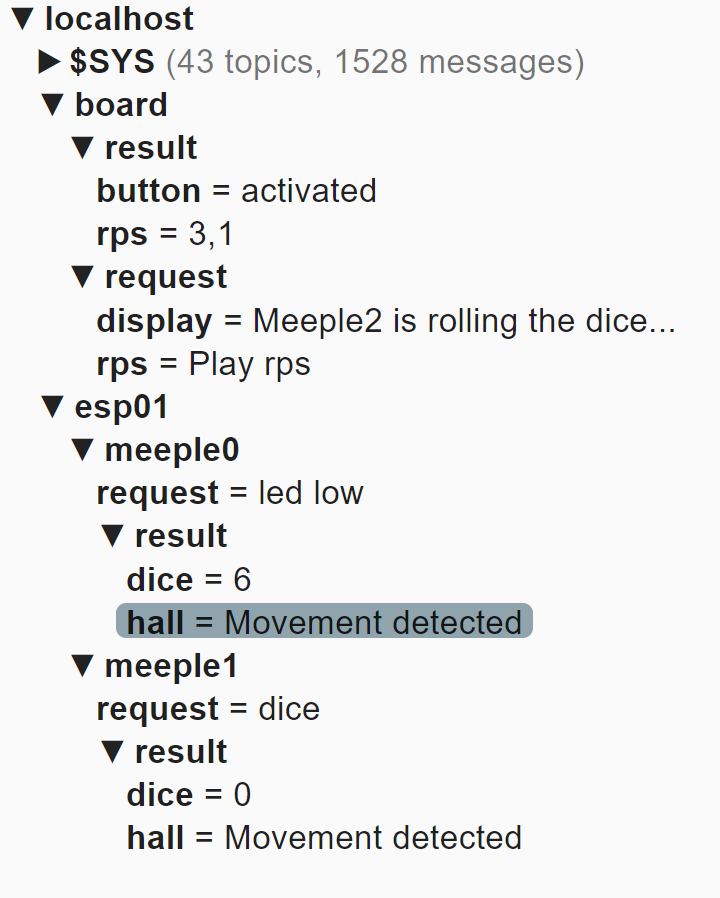 localhost
$SYS (43 topics, 1528 messages)
board
result
button = activated
rps = 3,1
request
display = Meeple2 is rolling the dice...
rps = Play rps
esp01
meeple0
request = led low
result
dice = 6
hall = Movement detected
meeple1
request = dice
result
dice = 0
hall = Movement detected